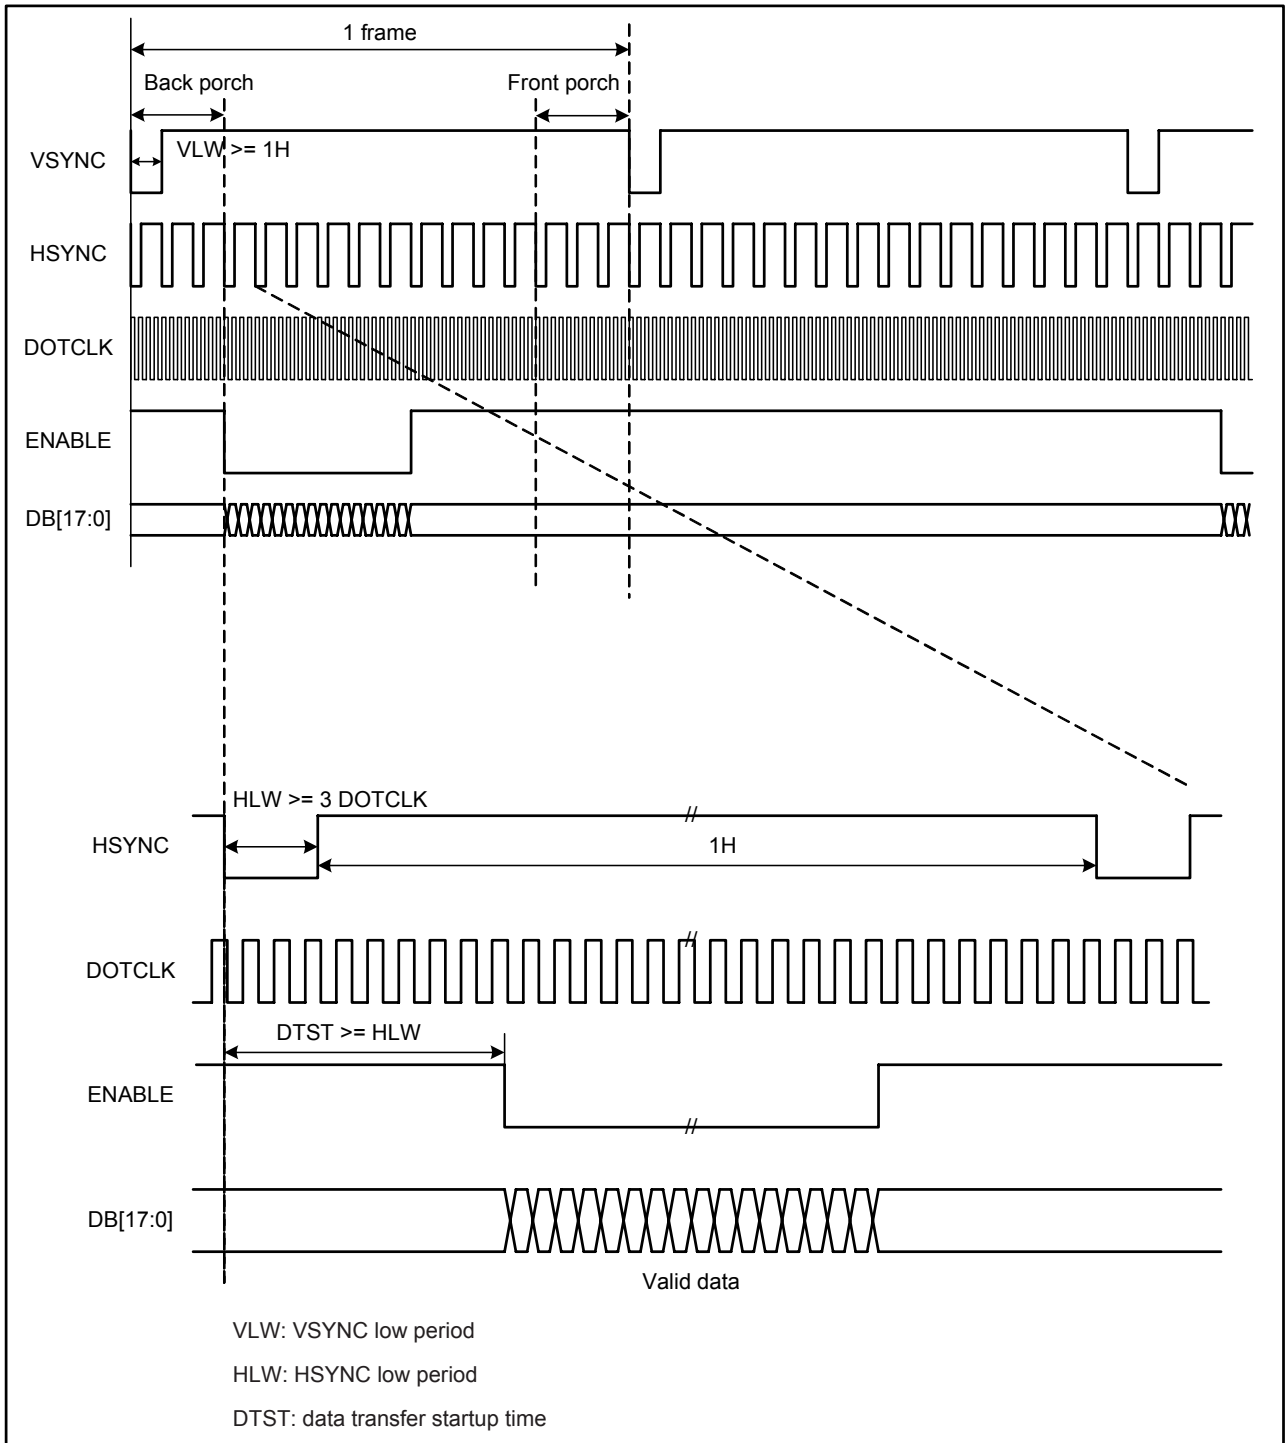 1 frame
Back porch
Front porch
VLW >= 1H
VSYNC
HSYNC
DOTCLK
ENABLE
DB[17:0]
HLW >= 3 DOTCLK
//
HSYNC
1H
//
DOTCLK
DTST >= HLW
ENABLE
//
DB[17:0]
Valid data
VLW: VSYNC low period
HLW: HSYNC low period
DTST: data transfer startup time